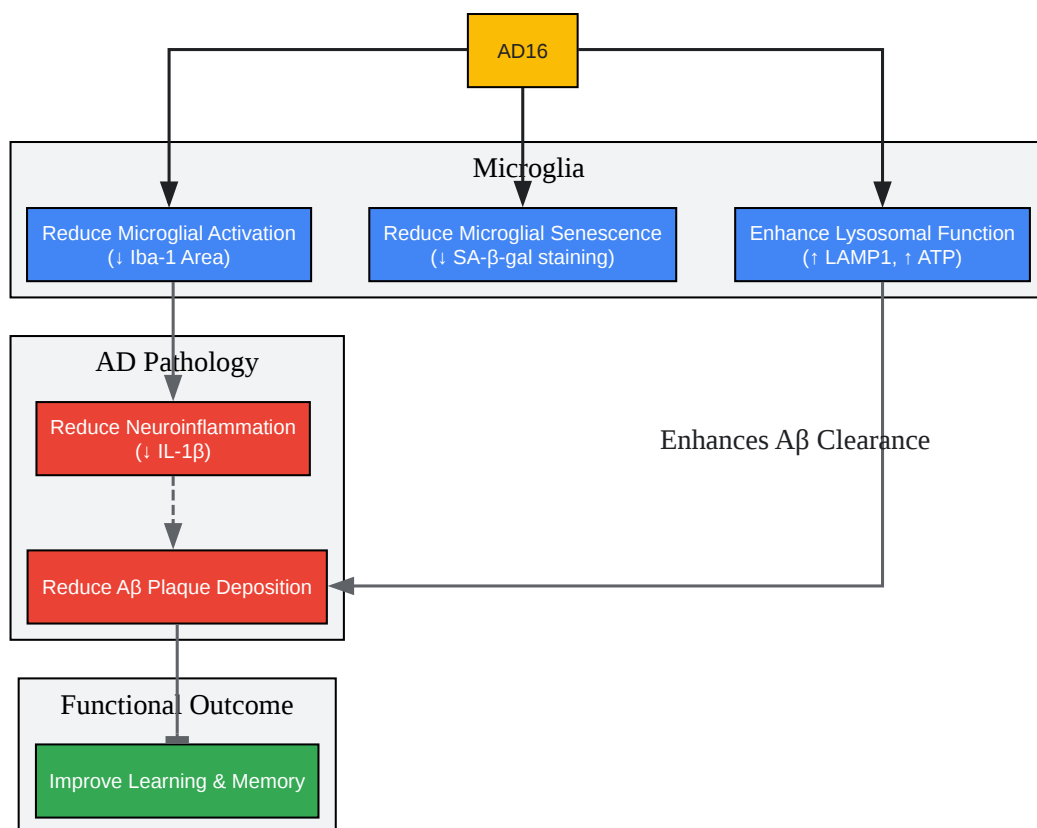 AD16
Microglia
Reduce Microglial Activation
(↓ Iba-1 Area)
Reduce Microglial Senescence
(↓ SA-β-gal staining)
Enhance Lysosomal Function
(↑ LAMP1, ↑ ATP)
AD Pathology
Reduce Neuroinflammation
(↓ IL-1β)
Enhances Aβ Clearance
Reduce Aβ Plaque Deposition
Functional Outcome
Improve Learning & Memory